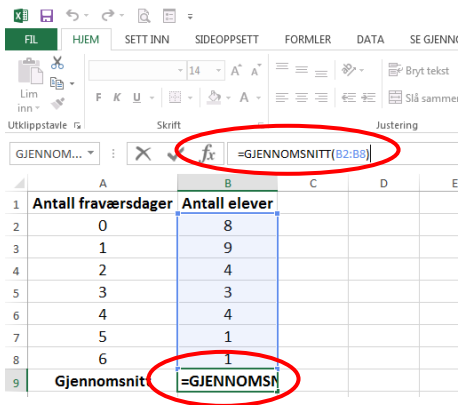 FIL HJEM SETT INN SIDEOPPSETT FORMLER DATA SE GJENNO
Lim inn
14 A A
F K U A
Bryt tekst
Slå sammen
Utklippstavle Skrift Justering
GJENNOM... fx =GJENNOMSNITT(B2:B8)
A B C D E
1 Antall fraværsdager Antall elever
2 0 8
3 1 9
4 2 4
5 3 3
6 4 4
7 5 1
8 6 1
9 Gjennomsnitt =GJENNOMSN